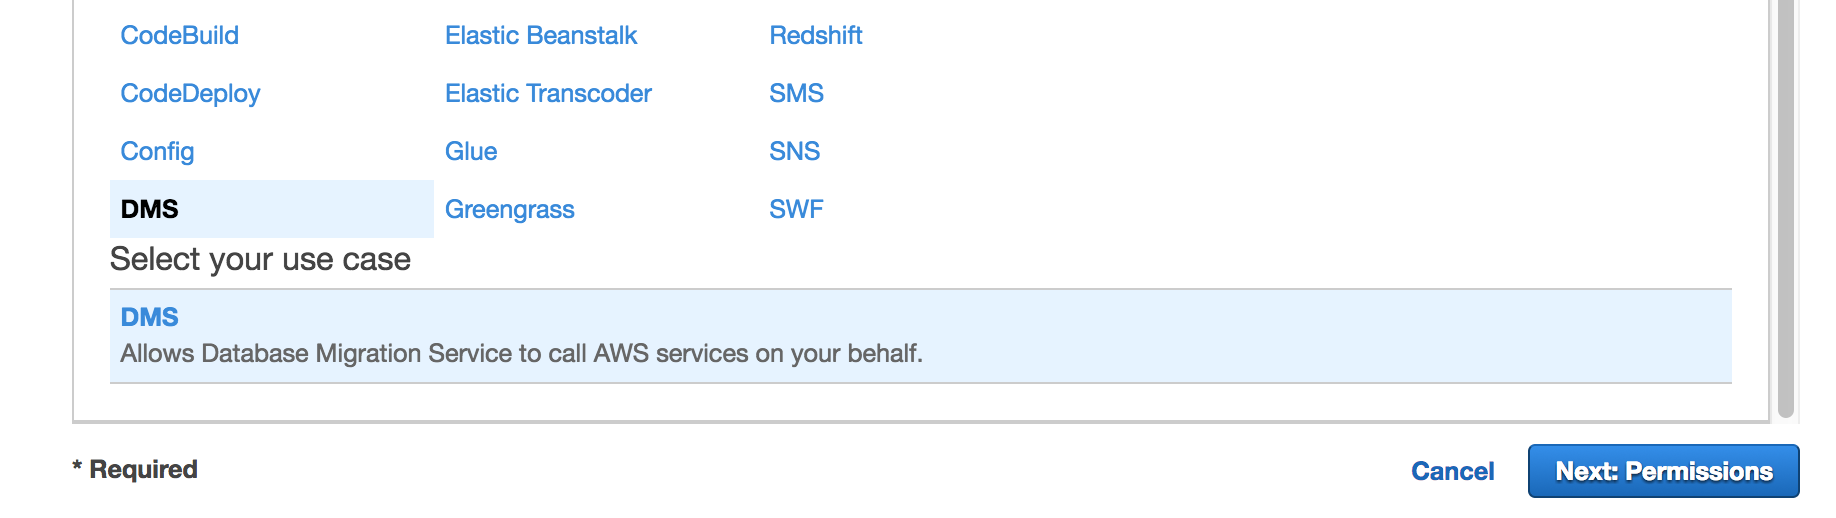 CodeBuild Elastic Beanstalk Redshift
CodeDeploy Elastic Transcoder SMS
Config Glue SNS
DMS Greengrass SWF
Select your use case
DMS
Allows Database Migration Service to call AWS services on your behalf.
* Required Cancel Next: Permissions